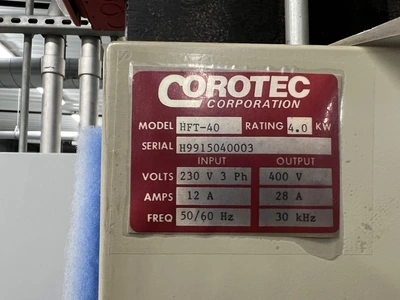 COROTEC
CORPORATION
MODEL HFT-40 RATING 4.0 KW
SERIAL H9915040003
INPUT OUTPUT
VOLTS 230 V 3 Ph 400 V
AMPS 12 A 28 A
FREQ 50/60 Hz 30 kHz